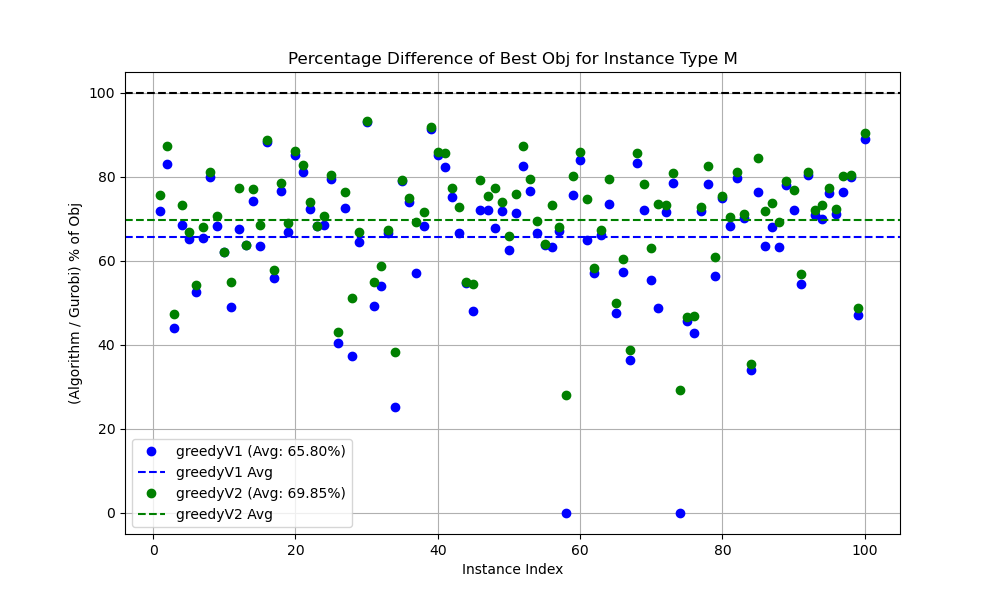 Percentage Difference of Best Obj for Instance Type M
(Algorithm / Gurobi) % of Obj
100
80
60
40
20
0
greedyV1 (Avg: 65.80%)
greedyV1 Avg
greedyV2 (Avg: 69.85%)
greedyV2 Avg
0 20 40 60 80 100
Instance Index